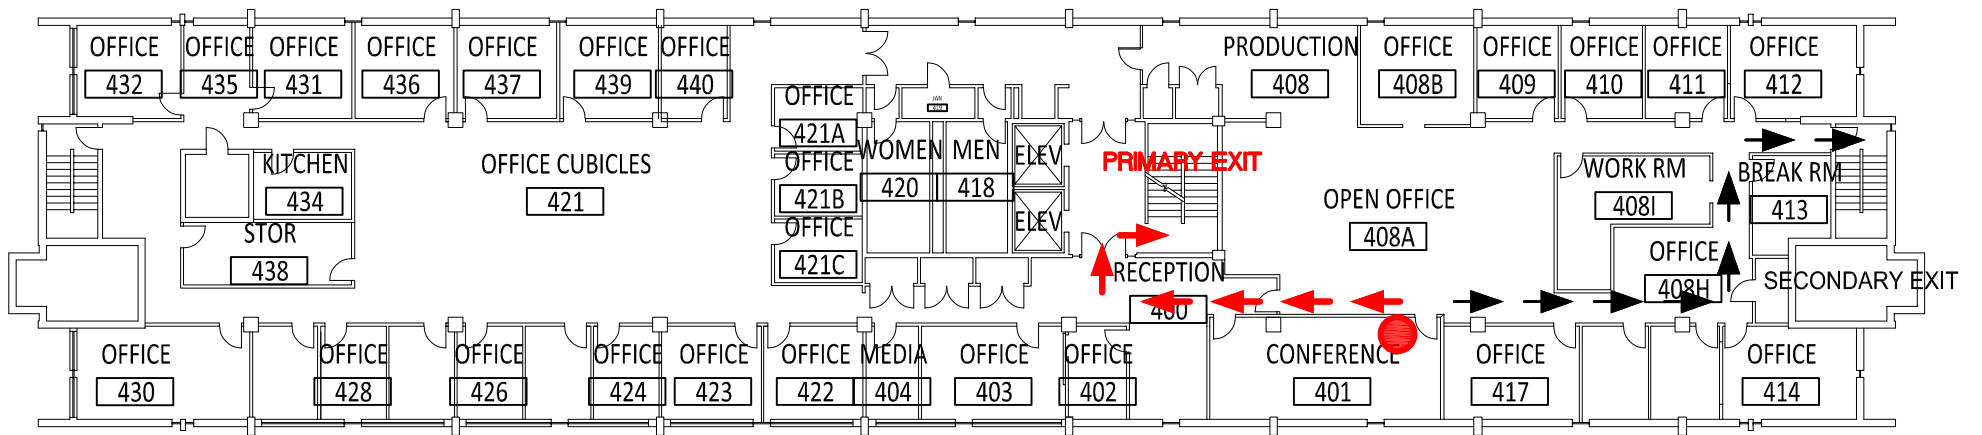 OFFICE
432
OFFICE
435
OFFICE
431
OFFICE
436
OFFICE
437
OFFICE
439
OFFICE
440
PRODUCTION
408
OFFICE
408B
OFFICE
409
OFFICE
410
OFFICE
411
OFFICE
412
OFFICE
421A
JAN
419
KITCHEN
434
OFFICE CUBICLES
421
OFFICE
421B
WOMEN
420
MEN
418
ELEV
PRIMARY EXIT
OPEN OFFICE
408A
WORK RM
408I
BREAK RM
413
STOR
438
OFFICE
421C
ELEV
RECEPTION
400
OFFICE
408H
SECONDARY EXIT
OFFICE
430
OFFICE
428
OFFICE
426
OFFICE
424
OFFICE
423
OFFICE
422
MEDIA
404
OFFICE
403
OFFICE
402
CONFERENCE
401
OFFICE
417
OFFICE
414